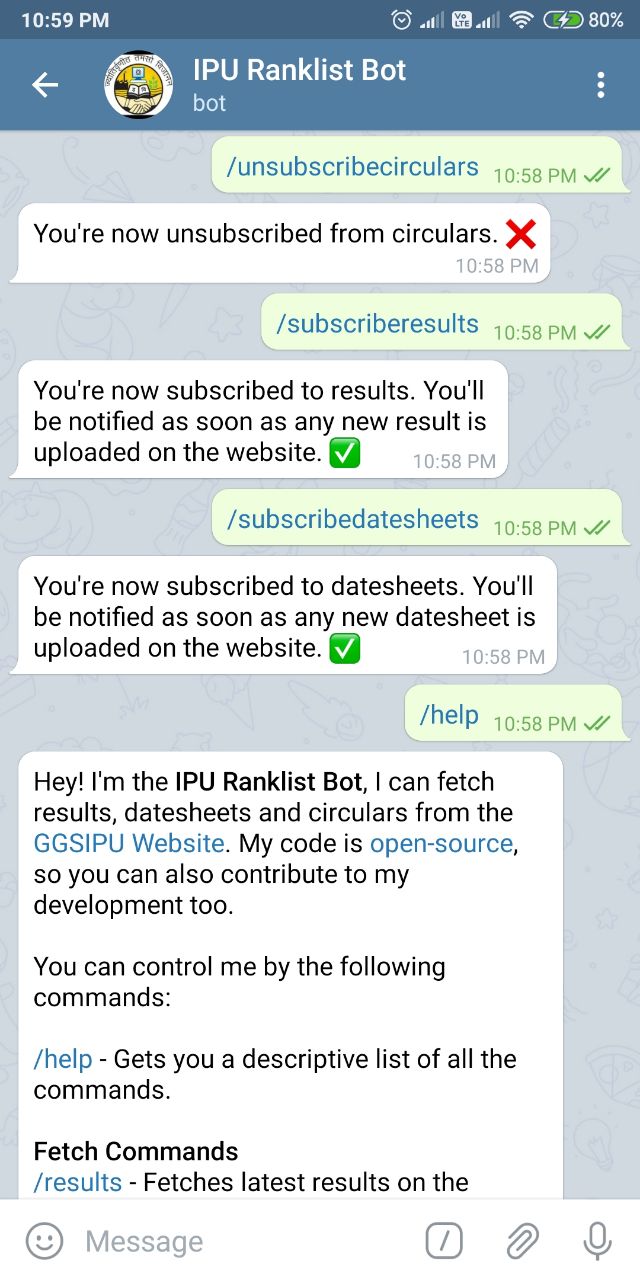 10:59 PM
Vo
LTE
80%
IPU Ranklist Bot
bot
/unsubscribecirculars 10:58 PM
You're now unsubscribed from circulars. ❌
10:58 PM
/subscriberesults 10:58 PM
You're now subscribed to results. You'll
be notified as soon as any new result is
uploaded on the website. ✅ 10:58 PM
/subscribedatesheets 10:58 PM
You're now subscribed to datesheets. You'll
be notified as soon as any new datesheet is
uploaded on the website. ✅ 10:58 PM
/help 10:58 PM
Hey! I'm the IPU Ranklist Bot, I can fetch
results, datesheets and circulars from the
GGSIPU Website. My code is open-source,
so you can also contribute to my
development too.
You can control me by the following
commands:
/help - Gets you a descriptive list of all the
commands.
Fetch Commands
/results - Fetches latest results on the
Message